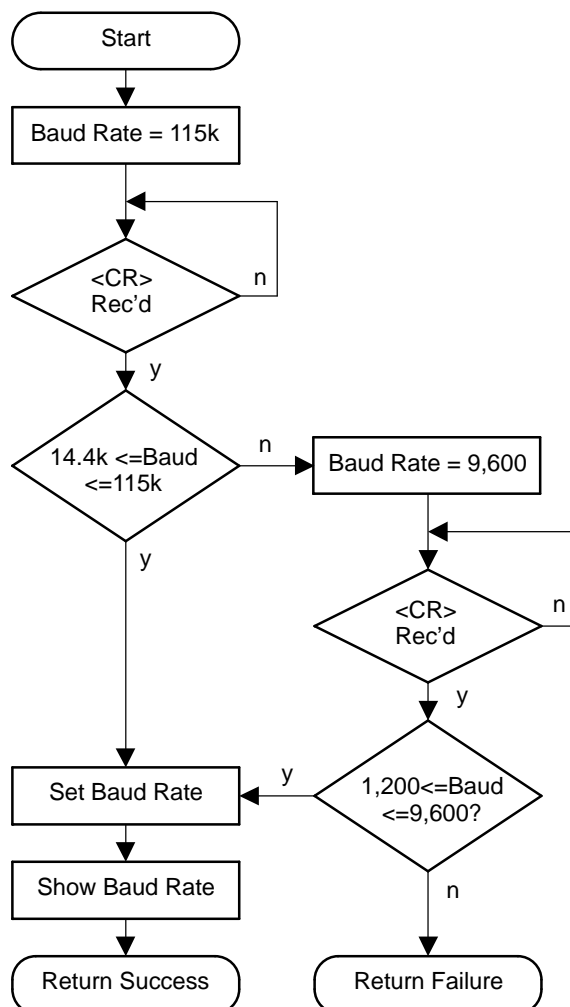 Start
Baud Rate = 115k
<CR>
Rec’d
n
y
14.4k <=Baud
<=115k
n
y
Baud Rate = 9,600
<CR>
Rec’d
n
y
1,200<=Baud
<=9,600?
y
n
Set Baud Rate
Show Baud Rate
Return Success
Return Failure